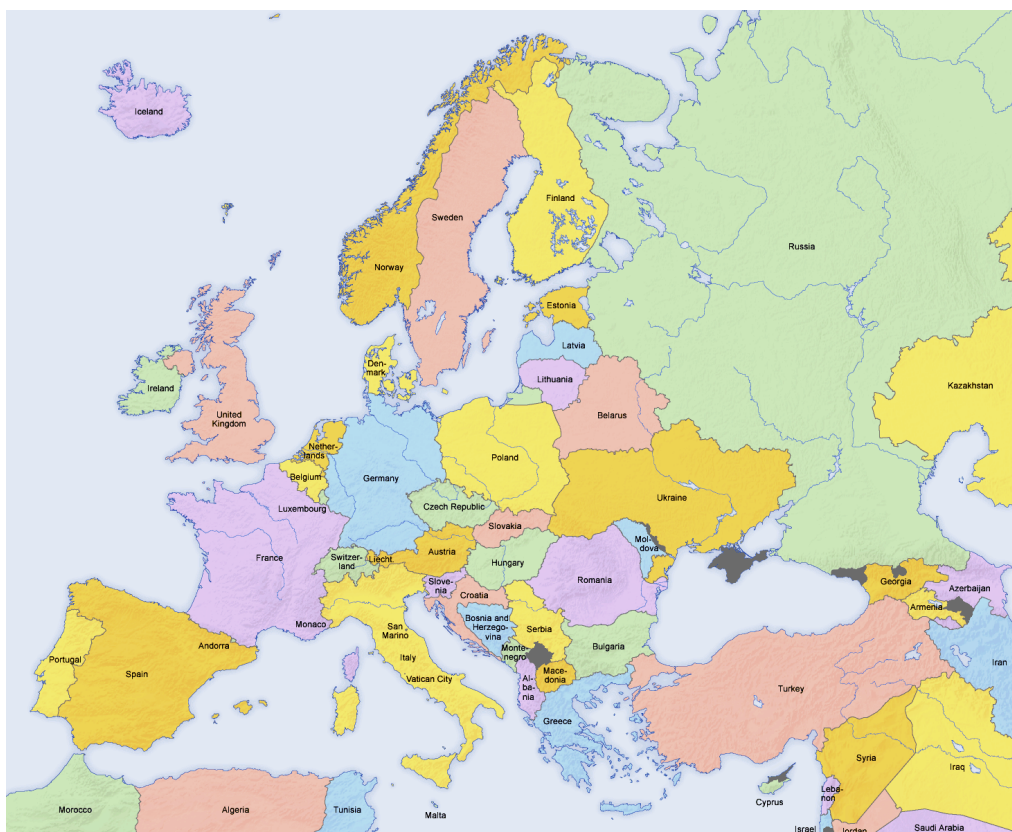 Iceland
Finland
Sweden
Russia
Norway
Estonia
Latvia
Den-
mark
Lithuania
Ireland
Kazakhstan
Belarus
United
Kingdom
Nether-
lands
Poland
Belgium
Germany
Ukraine
Czech Republic
Luxembourg
Slovakia
Mol-
dova
Austria
France
Switzer-
land
Liecht
Hungary
Romania
Georgia
Slo-
venia
Azerbaijan
Croatia
Armenia
Monaco
San
Marino
Bosnia and
Herzego-
vina
Serbia
Andorra
Bulgaria
Monte-
negro
Portugal
Italy
Iran
Spain
Vatican City
Mace-
donia
Al-
ba-
nia
Turkey
Greece
Syria
Iraq
Leba-
non
Cyprus
Morocco
Algeria
Tunisia
Malta
Israel
Jordan
Saudi Arabia